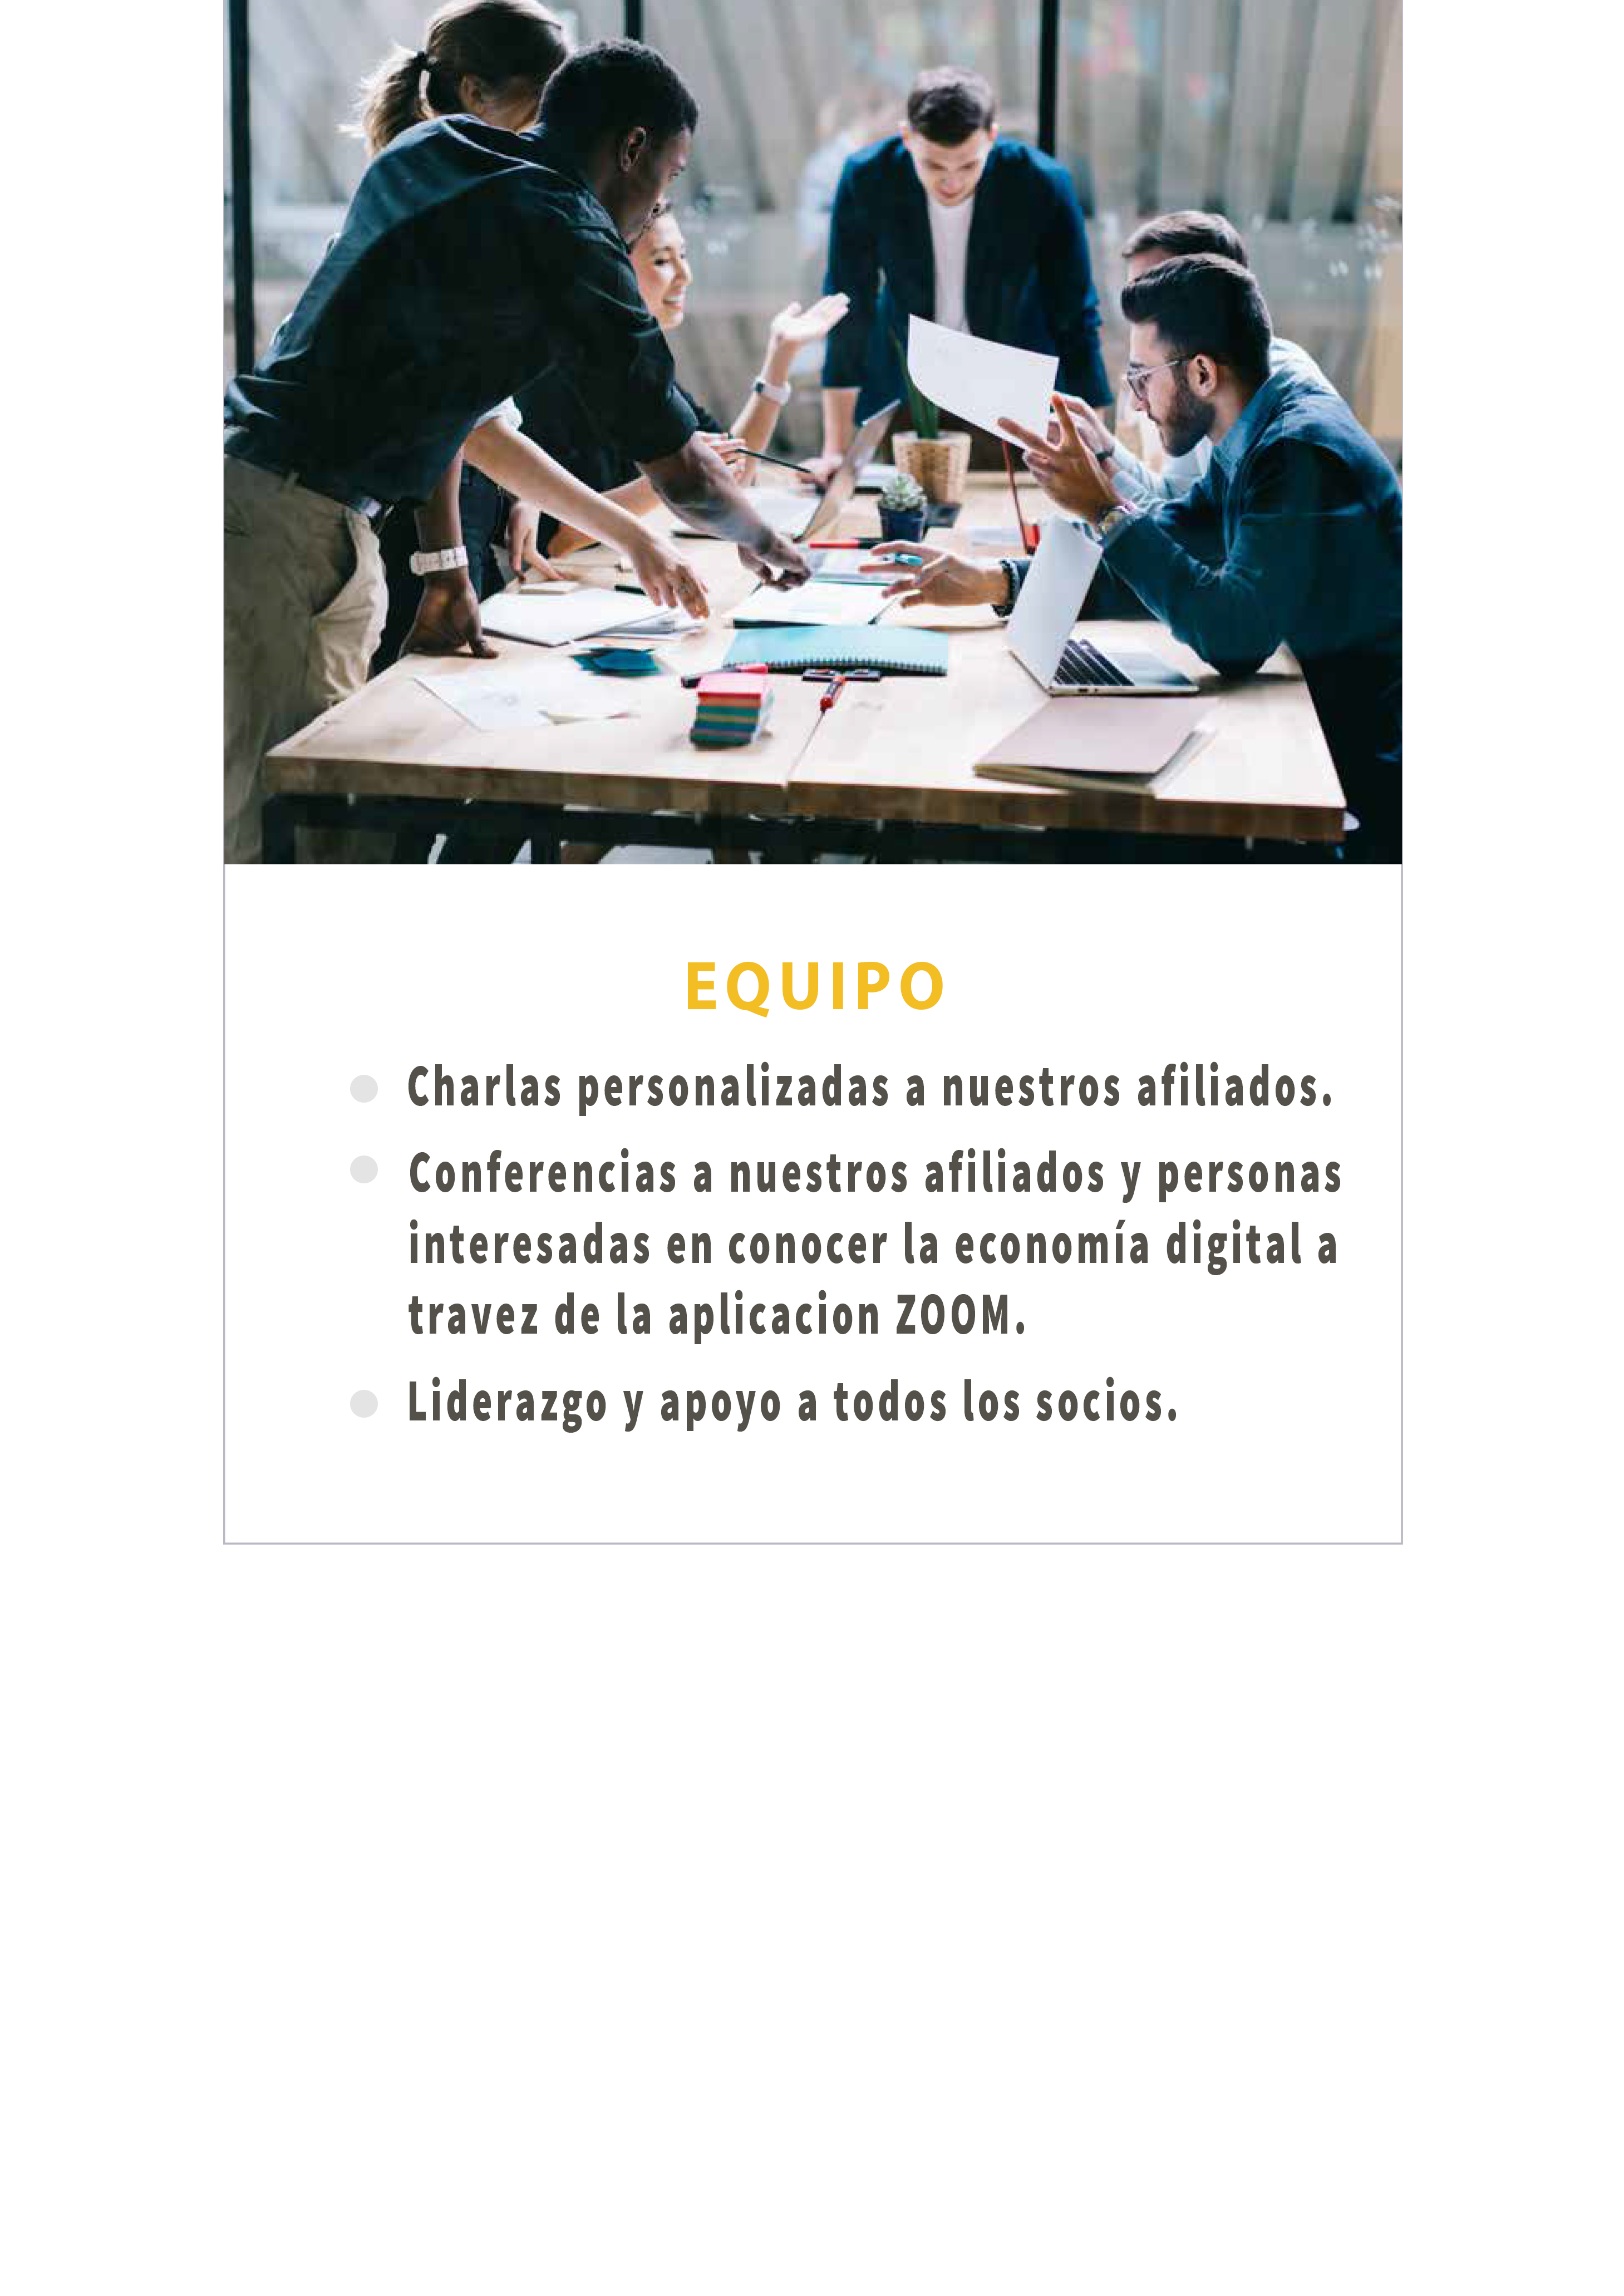 EQUIPO
Charlas personalizadas a nuestros afiliados.
Conferencias a nuestros afiliados y personas
interesadas en conocer la economía digital a
travez de la aplicacion ZOOM.
Liderazgo y apoyo a todos los socios.